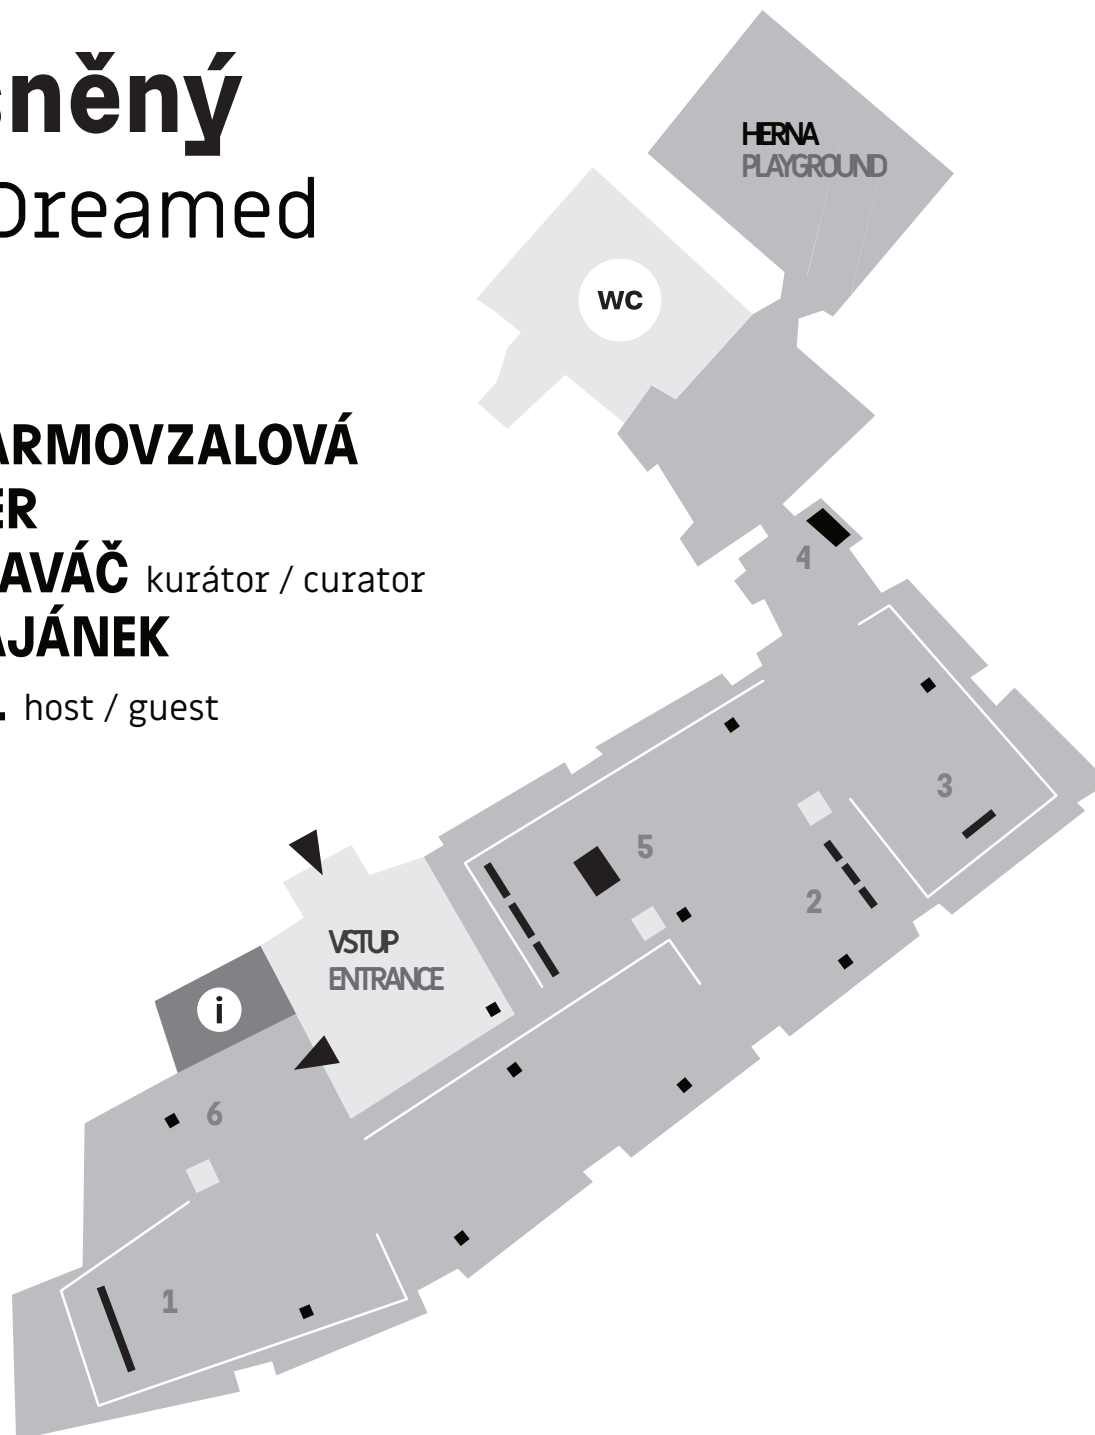 sněný
Dreamed
HERNA
PLAYGROUND
WC
ARMOVZALOVÁ
ER
AVÁČ kurátor / curator
AJÁNEK
. host / guest
4
3
5
2
VSTUP
ENTRANCE
i
6
1